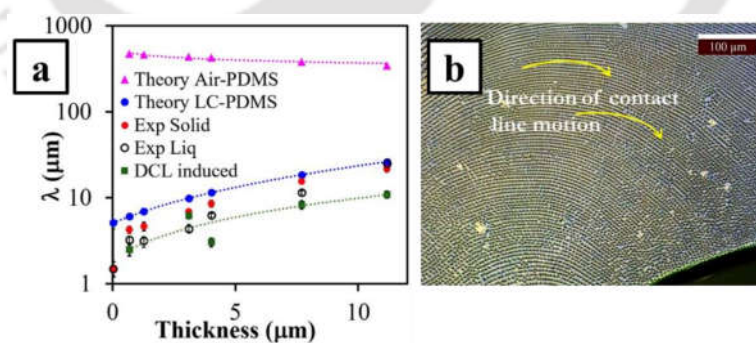 a
1000
100
10
1
λ (µm)
Theory Air-PDMS
Theory LC-PDMS
Exp Solid
Exp Liq
DCL induced
0
5
10
Thickness (µm)
b
100 µm
Direction of contact
line motion